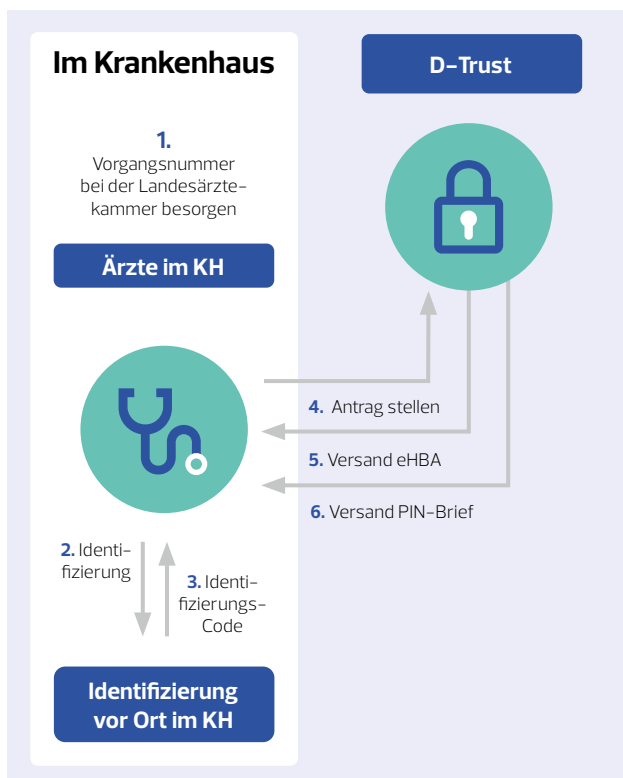 Im Krankenhaus
D-Trust
1.
Vorgangsnummer
bei der Landesärzte-
kammer besorgen
Ärzte im KH
4. Antrag stellen
5. Versand eHBA
6. Versand PIN-Brief
2. Identi-
fizierung
3. Identi-
fizierungs-
Code
Identifizierung
vor Ort im KH